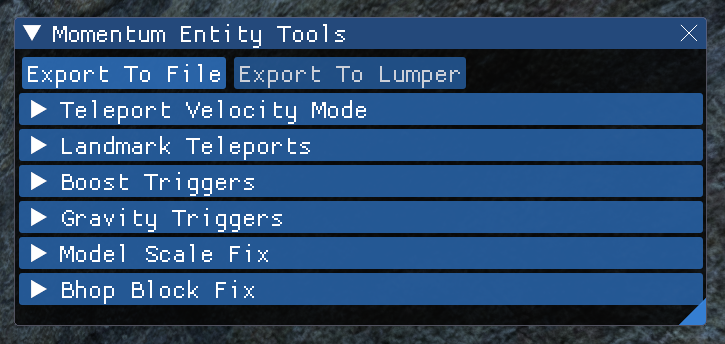 Momentum Entity Tools
Export To File Export To Lumper
Teleport Velocity Mode
Landmark Teleports
Boost Triggers
Gravity Triggers
Model Scale Fix
Bhop Block Fix